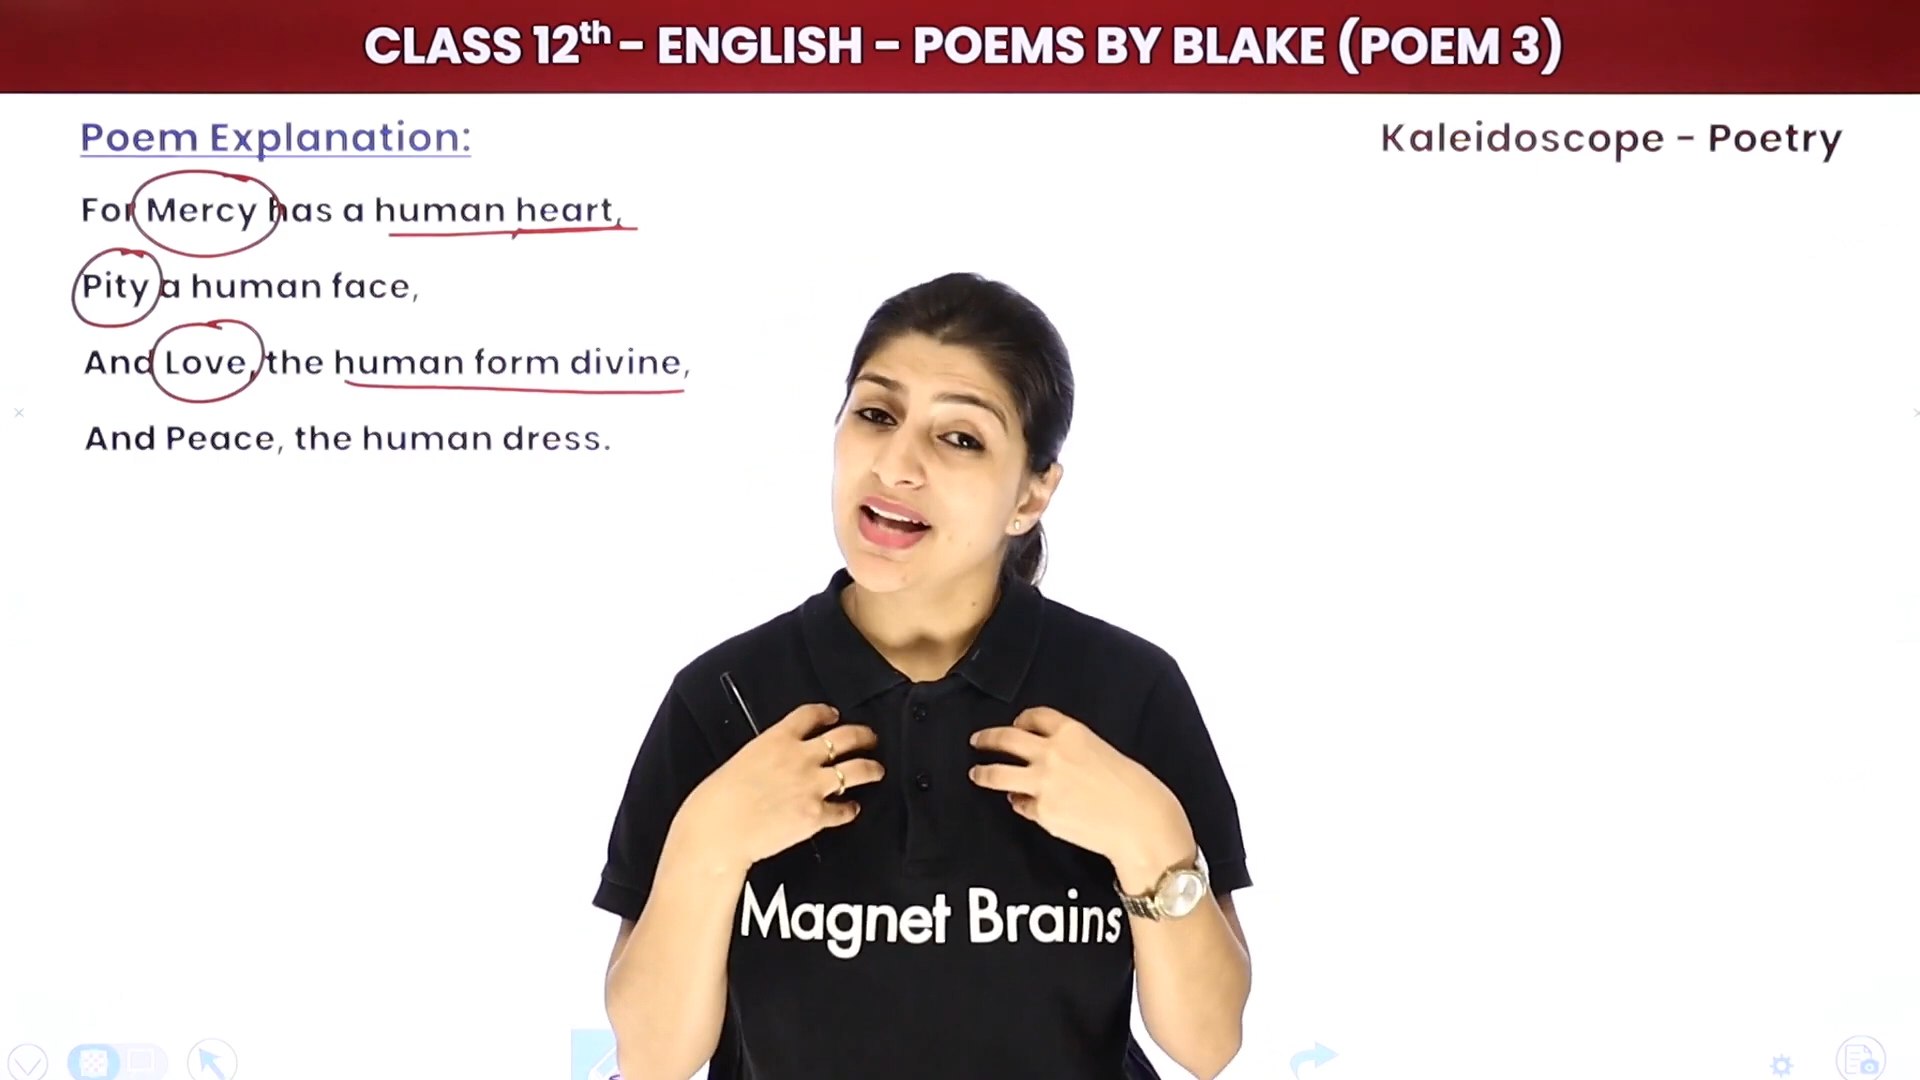 CLASS 12th – ENGLISH – POEMS BY BLAKE (POEM 3)
Poem Explanation:
Kaleidoscope – Poetry
For Mercy has a human heart,
Pity a human face,
And Love, the human form divine,
And Peace, the human dress.
Magnet Brains